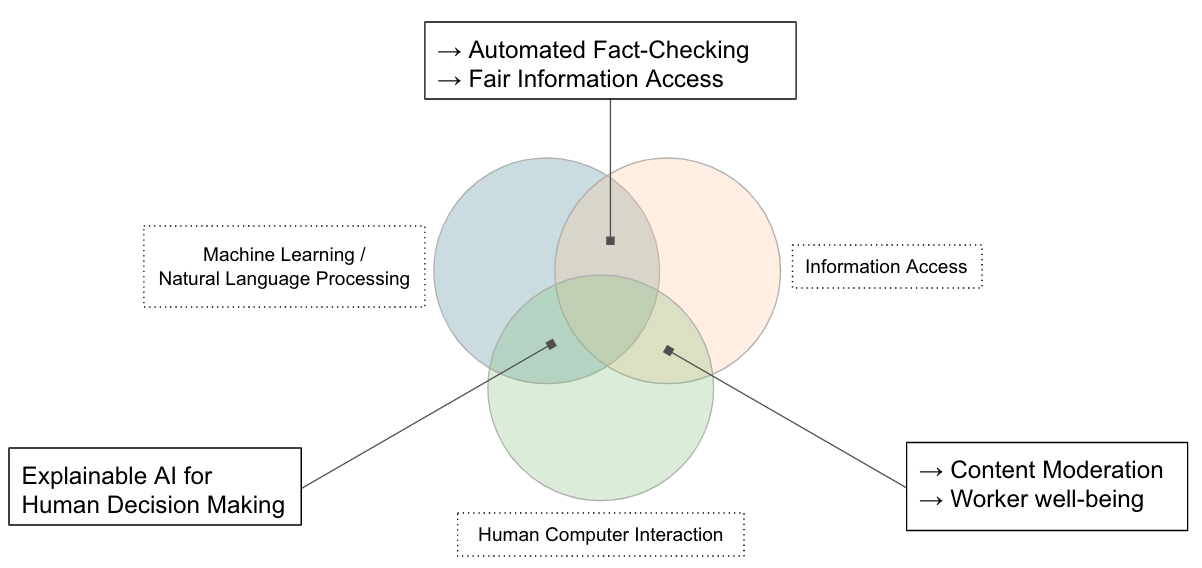 → Automated Fact-Checking
→ Fair Information Access
Machine Learning /
Natural Language Processing
Information Access
Explainable AI for
Human Decision Making
→ Content Moderation
→ Worker well-being
Human Computer Interaction